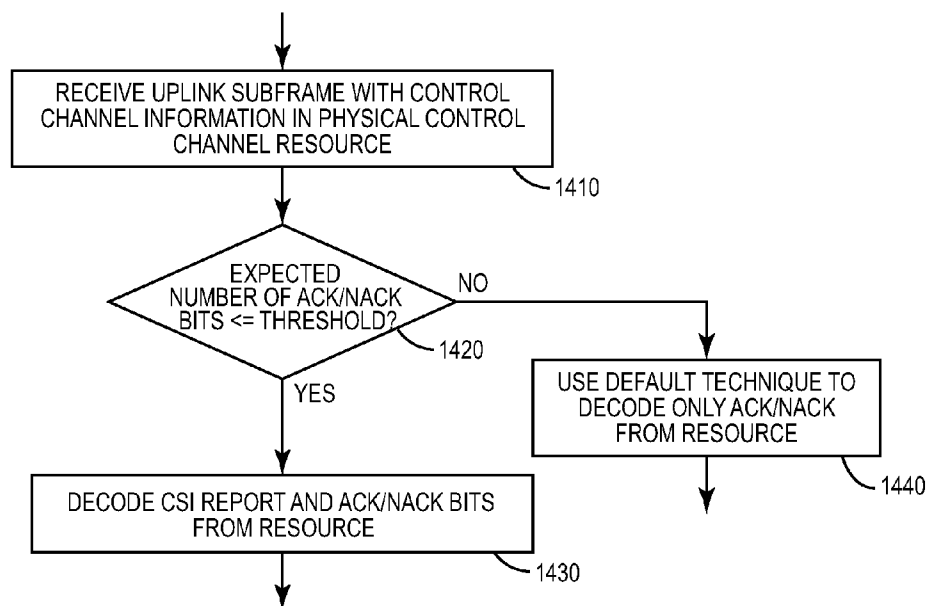 RECEIVE UPLINK SUBFRAME WITH CONTROL
CHANNEL INFORMATION IN PHYSICAL CONTROL
CHANNEL RESOURCE
1410
EXPECTED
NUMBER OF ACK/NACK
BITS <= THRESHOLD?
1420
NO
YES
USE DEFAULT TECHNIQUE TO
DECODE ONLY ACK/NACK
FROM RESOURCE
1440
DECODE CSI REPORT AND ACK/NACK BITS
FROM RESOURCE
1430